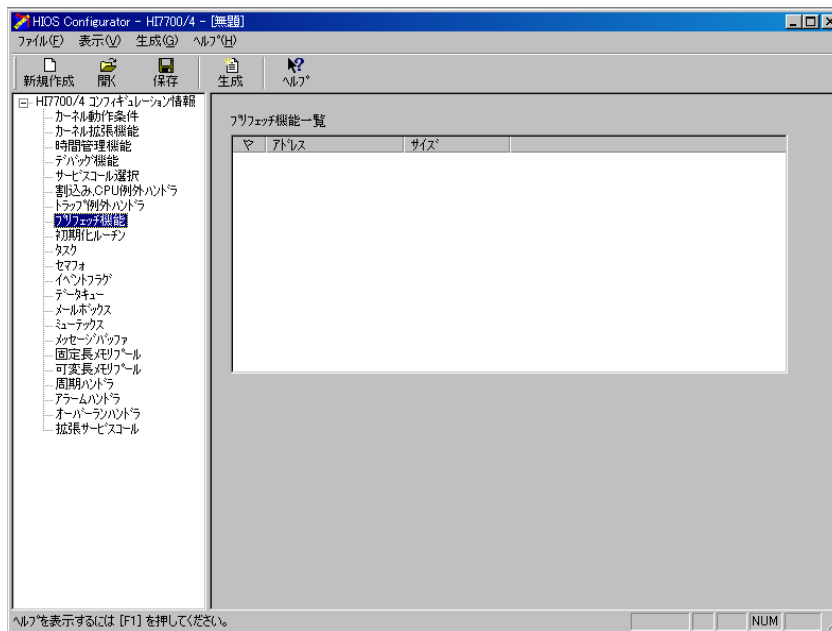 HIOS Configurator - HI7700/4 - [無題]
ファイル(F) 表示(V) 生成(G) ヘルプ(H)
新規作成 開く 保存 生成 ヘルプ
HI7700/4 コンフィギュレーション情報
カーネル動作条件
カーネル拡張機能
時間管理機能
デバッグ機能
サービスコール選択
割込み,CPU例外ハンドラ
トラップ例外ハンドラ
プリフェッチ機能
初期化ルーチン
タスク
セマフォ
イベントフラグ
データキュー
メールボックス
ミューテックス
メッセージバッファ
固定長メモリプール
可変長メモリプール
周期ハンドラ
アラームハンドラ
オーバーランハンドラ
拡張サービスコール
プリフェッチ機能一覧
アドレス サイズ
ヘルプを表示するには [F1] を押してください。
NUM